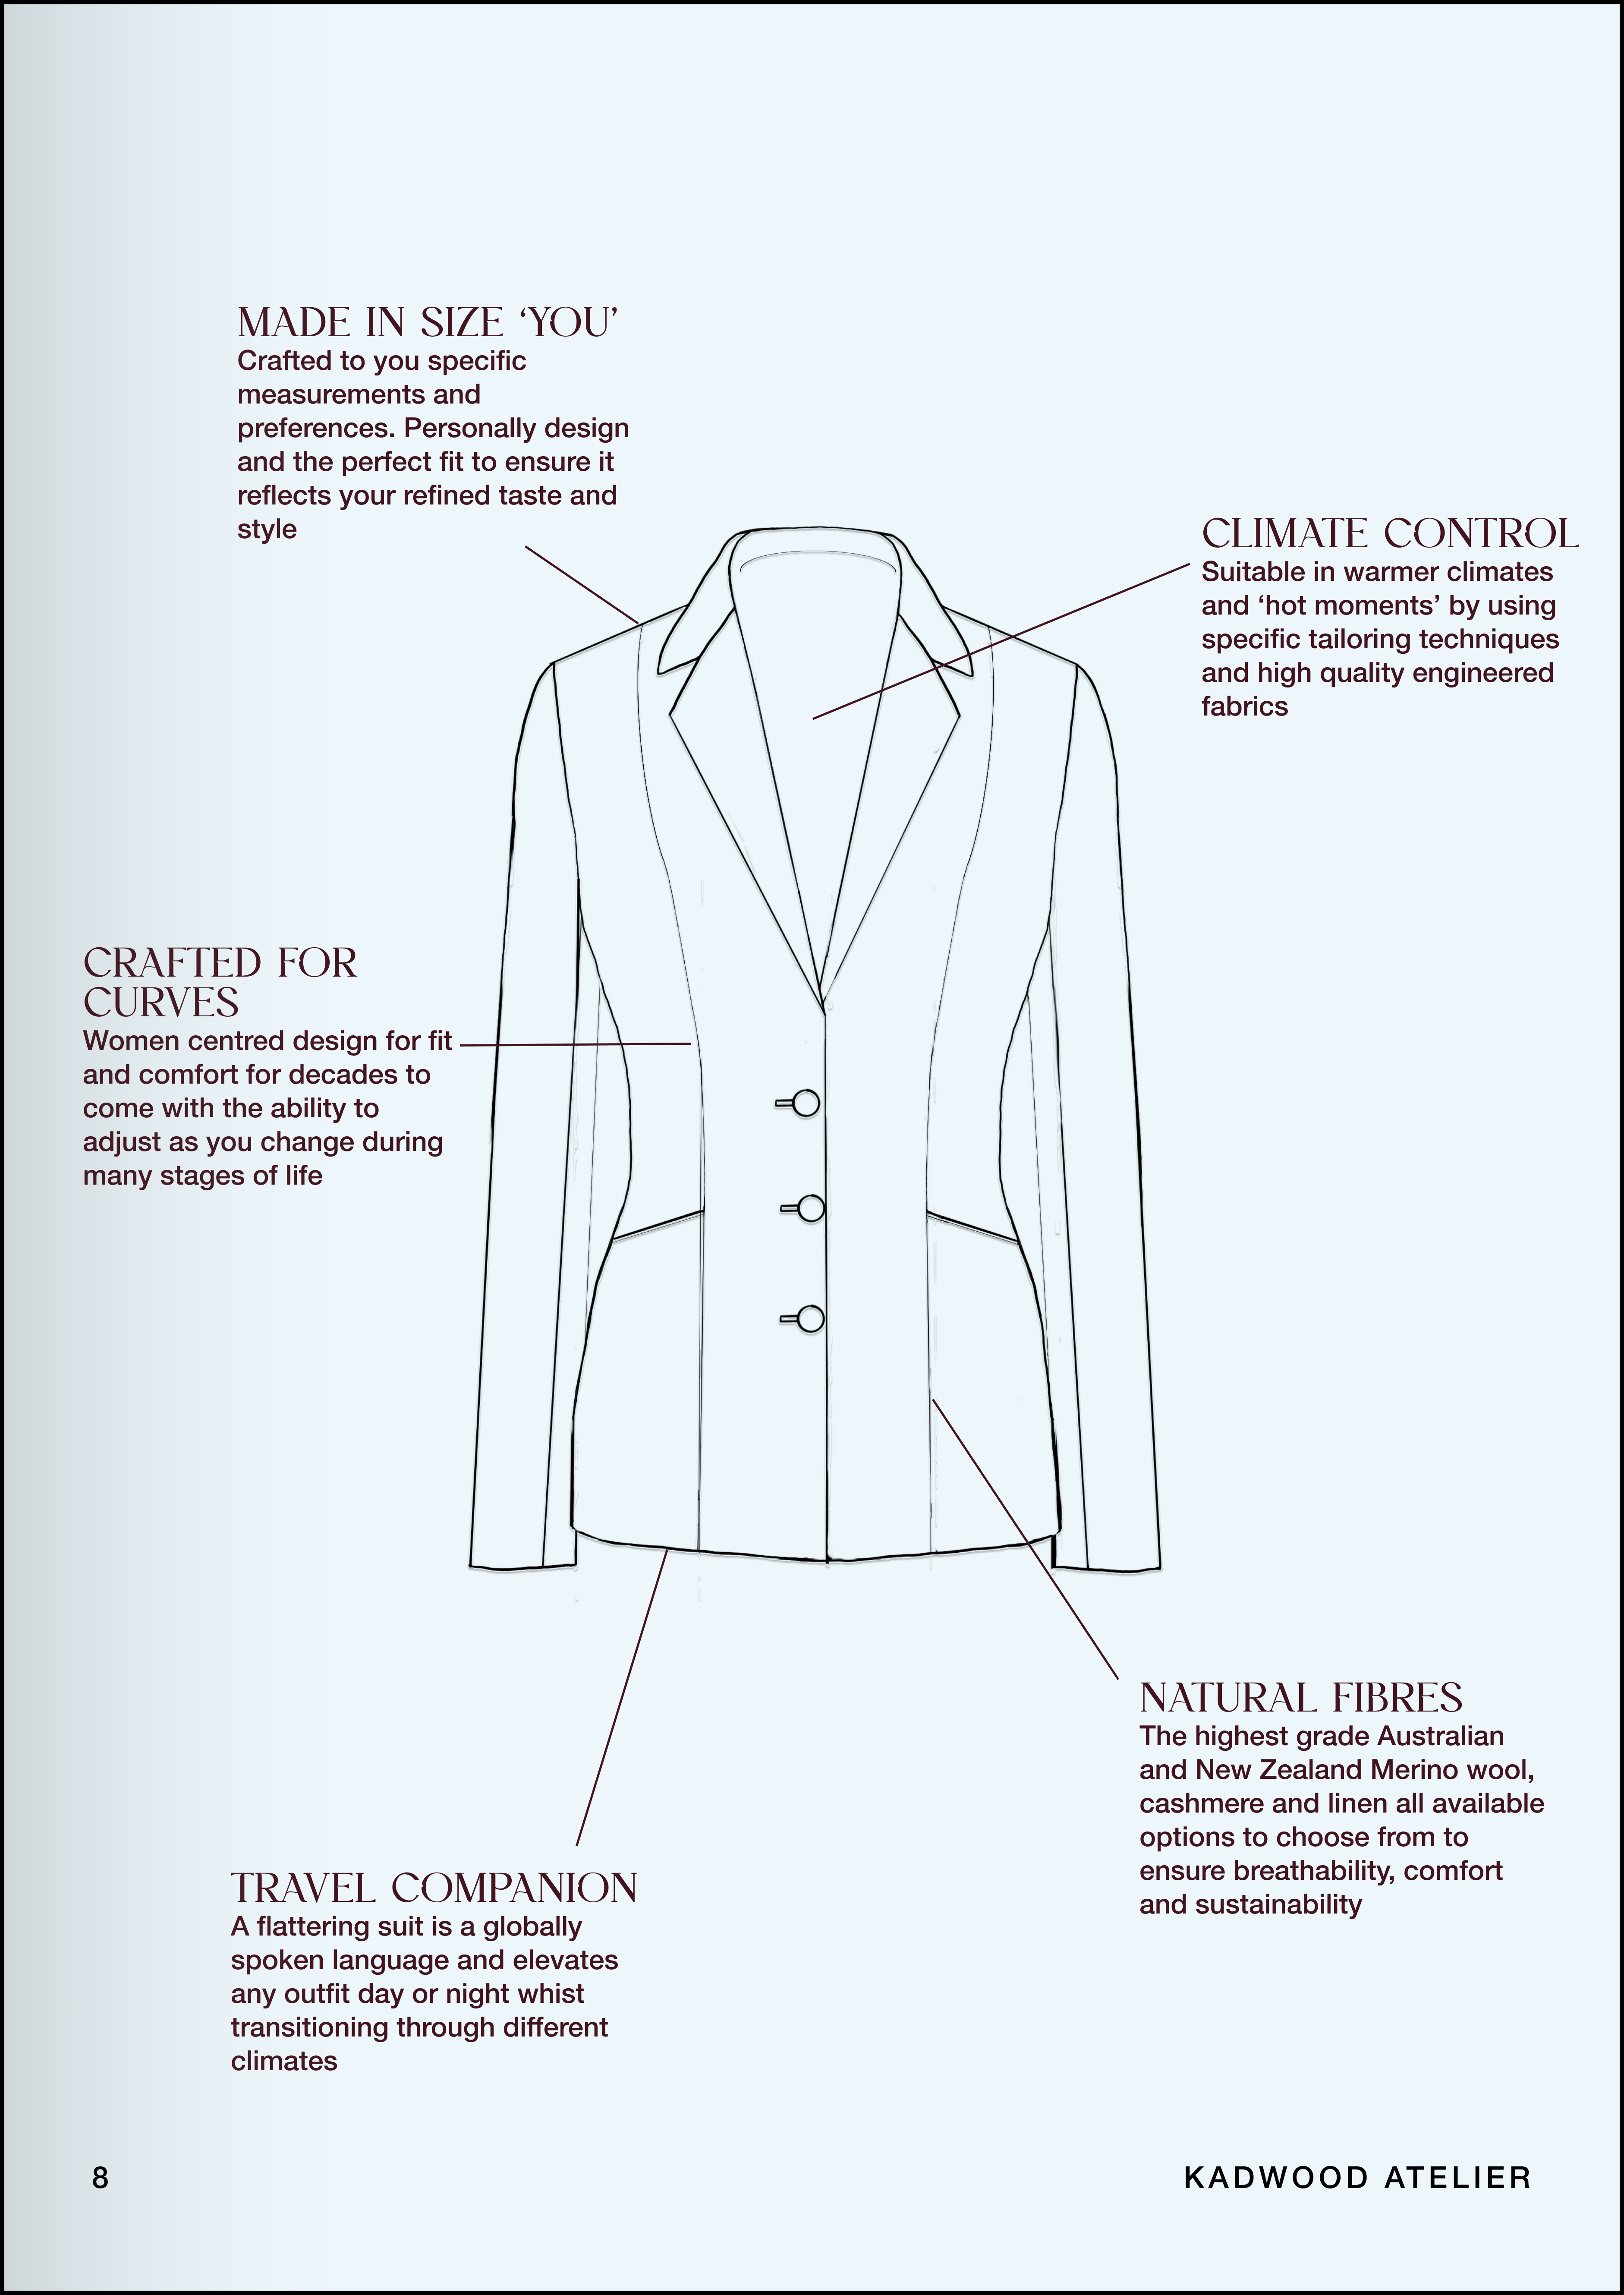 MADE IN SIZE ‘YOU’
Crafted to you specific
measurements and
preferences. Personally design
and the perfect fit to ensure it
reflects your refined taste and
style
CLIMATE CONTROL
Suitable in warmer climates
and ‘hot moments’ by using
specific tailoring techniques
and high quality engineered
fabrics
CRAFTED FOR
CURVES
Women centred design for fit
and comfort for decades to
come with the ability to
adjust as you change during
many stages of life
NATURAL FIBRES
The highest grade Australian
and New Zealand Merino wool,
cashmere and linen all available
options to choose from to
ensure breathability, comfort
and sustainability
TRAVEL COMPANION
A flattering suit is a globally
spoken language and elevates
any outfit day or night whist
transitioning through different
climates
8
KADWOOD ATELIER